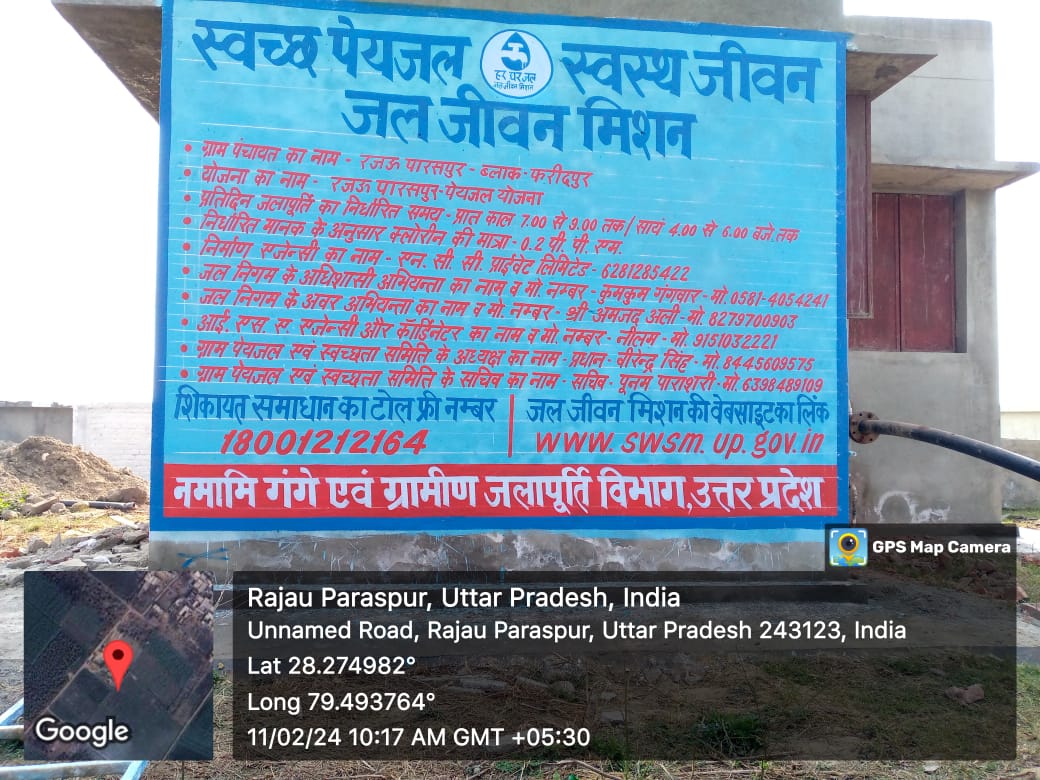 स्वच्छ पेयजल स्वस्थ जीवन
हर घर जल
जल जीवन मिशन
जल जीवन मिशन
• ग्राम पंचायत का नाम - रजऊ पारसपुर - ब्लाक - फरीदपुर
• योजना का नाम - रजऊ पारसपुर-पेयजल योजना
• प्रतिदिन जलापूर्ति का निर्धारित समय - प्रात काल 7.00 से 9.00 तक/सायं 4.00 से 6.00 बजे तक
• निर्धारित मानक के अनुसार क्लोरीन की मात्रा - 0.2 पी. पी. एम.
• निर्माण एजेन्सी का नाम - एन. सी. सी. प्राईवेट लिमिटेड - 6281285422
• जल निगम के अधिशासी अभियन्ता का नाम व मो. नम्बर - कुमकुम गंगवार - मो. 0581-4054241
• जल निगम के अवर अभियन्ता का नाम व मो. नम्बर - श्री अमजद अली - मो. 8279700903
• आई. एस. ए. एजेन्सी और कॉर्डिनेटर का नाम व मो. नम्बर - नीलम - मो. 9151032221
• ग्राम पेयजल एवं स्वच्छता समिति के अध्यक्ष का नाम - प्रधान - वीरेन्द्र सिंह - मो. 8445609575
• ग्राम पेयजल एवं स्वच्छता समिति के सचिव का नाम - सचिव - पूनम पाराशरी - मो. 6398489109
शिकायत समाधान का टोल फ्री नम्बर
18001212164
जल जीवन मिशन की वेबसाइट का लिंक
www.swsm.up.gov.in
नमामि गंगे एवं ग्रामीण जलापूर्ति विभाग, उत्तर प्रदेश
GPS Map Camera
Rajau Paraspur, Uttar Pradesh, India
Unnamed Road, Rajau Paraspur, Uttar Pradesh 243123, India
Lat 28.274982°
Long 79.493764°
11/02/24 10:17 AM GMT +05:30
Google